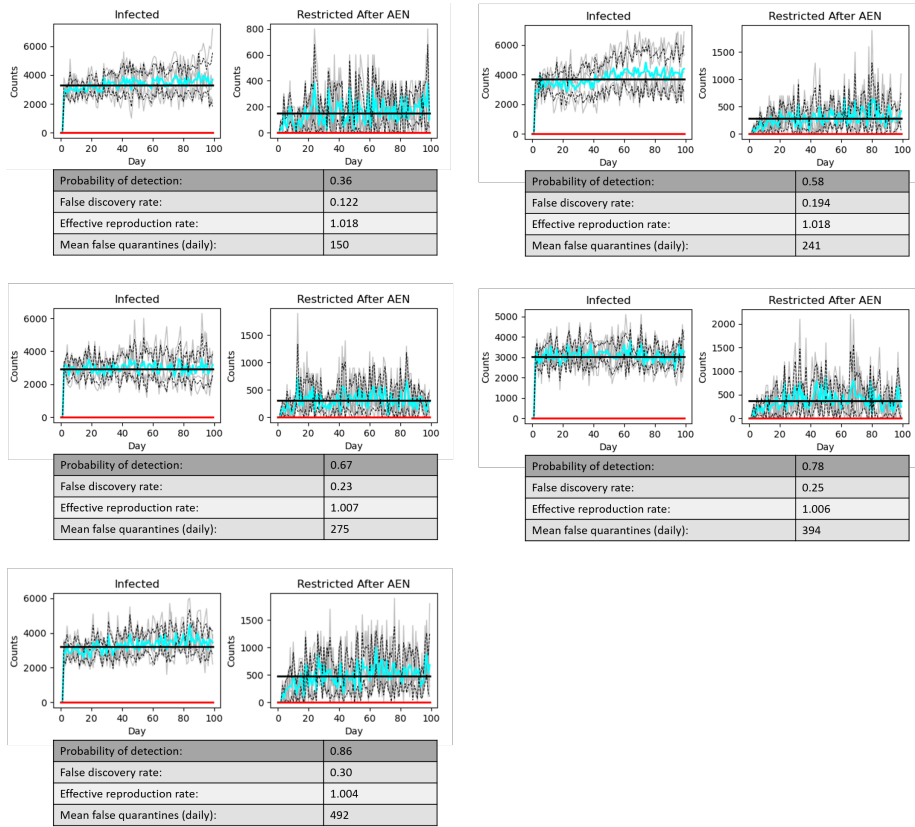 Infected
Restricted After AEN
Counts
6000
4000
2000
0
0 20 40 60 80 100
Day
Counts
800
600
400
200
0
0 20 40 60 80 100
Day
Probability of detection: 0.36
False discovery rate: 0.122
Effective reproduction rate: 1.018
Mean false quarantines (daily): 150
Infected
Restricted After AEN
Counts
6000
4000
2000
0
0 20 40 60 80 100
Day
Counts
1500
1000
500
0
0 20 40 60 80 100
Day
Probability of detection: 0.58
False discovery rate: 0.194
Effective reproduction rate: 1.018
Mean false quarantines (daily): 241
Infected
Restricted After AEN
Counts
6000
4000
2000
0
0 20 40 60 80 100
Day
Counts
1500
1000
500
0
0 20 40 60 80 100
Day
Probability of detection: 0.67
False discovery rate: 0.23
Effective reproduction rate: 1.007
Mean false quarantines (daily): 275
Infected
Restricted After AEN
Counts
5000
4000
3000
2000
1000
0
0 20 40 60 80 100
Day
Counts
2000
1500
1000
500
0
0 20 40 60 80 100
Day
Probability of detection: 0.78
False discovery rate: 0.25
Effective reproduction rate: 1.006
Mean false quarantines (daily): 394
Infected
Restricted After AEN
Counts
6000
4000
2000
0
0 20 40 60 80 100
Day
Counts
1500
1000
500
0
0 20 40 60 80 100
Day
Probability of detection: 0.86
False discovery rate: 0.30
Effective reproduction rate: 1.004
Mean false quarantines (daily): 492